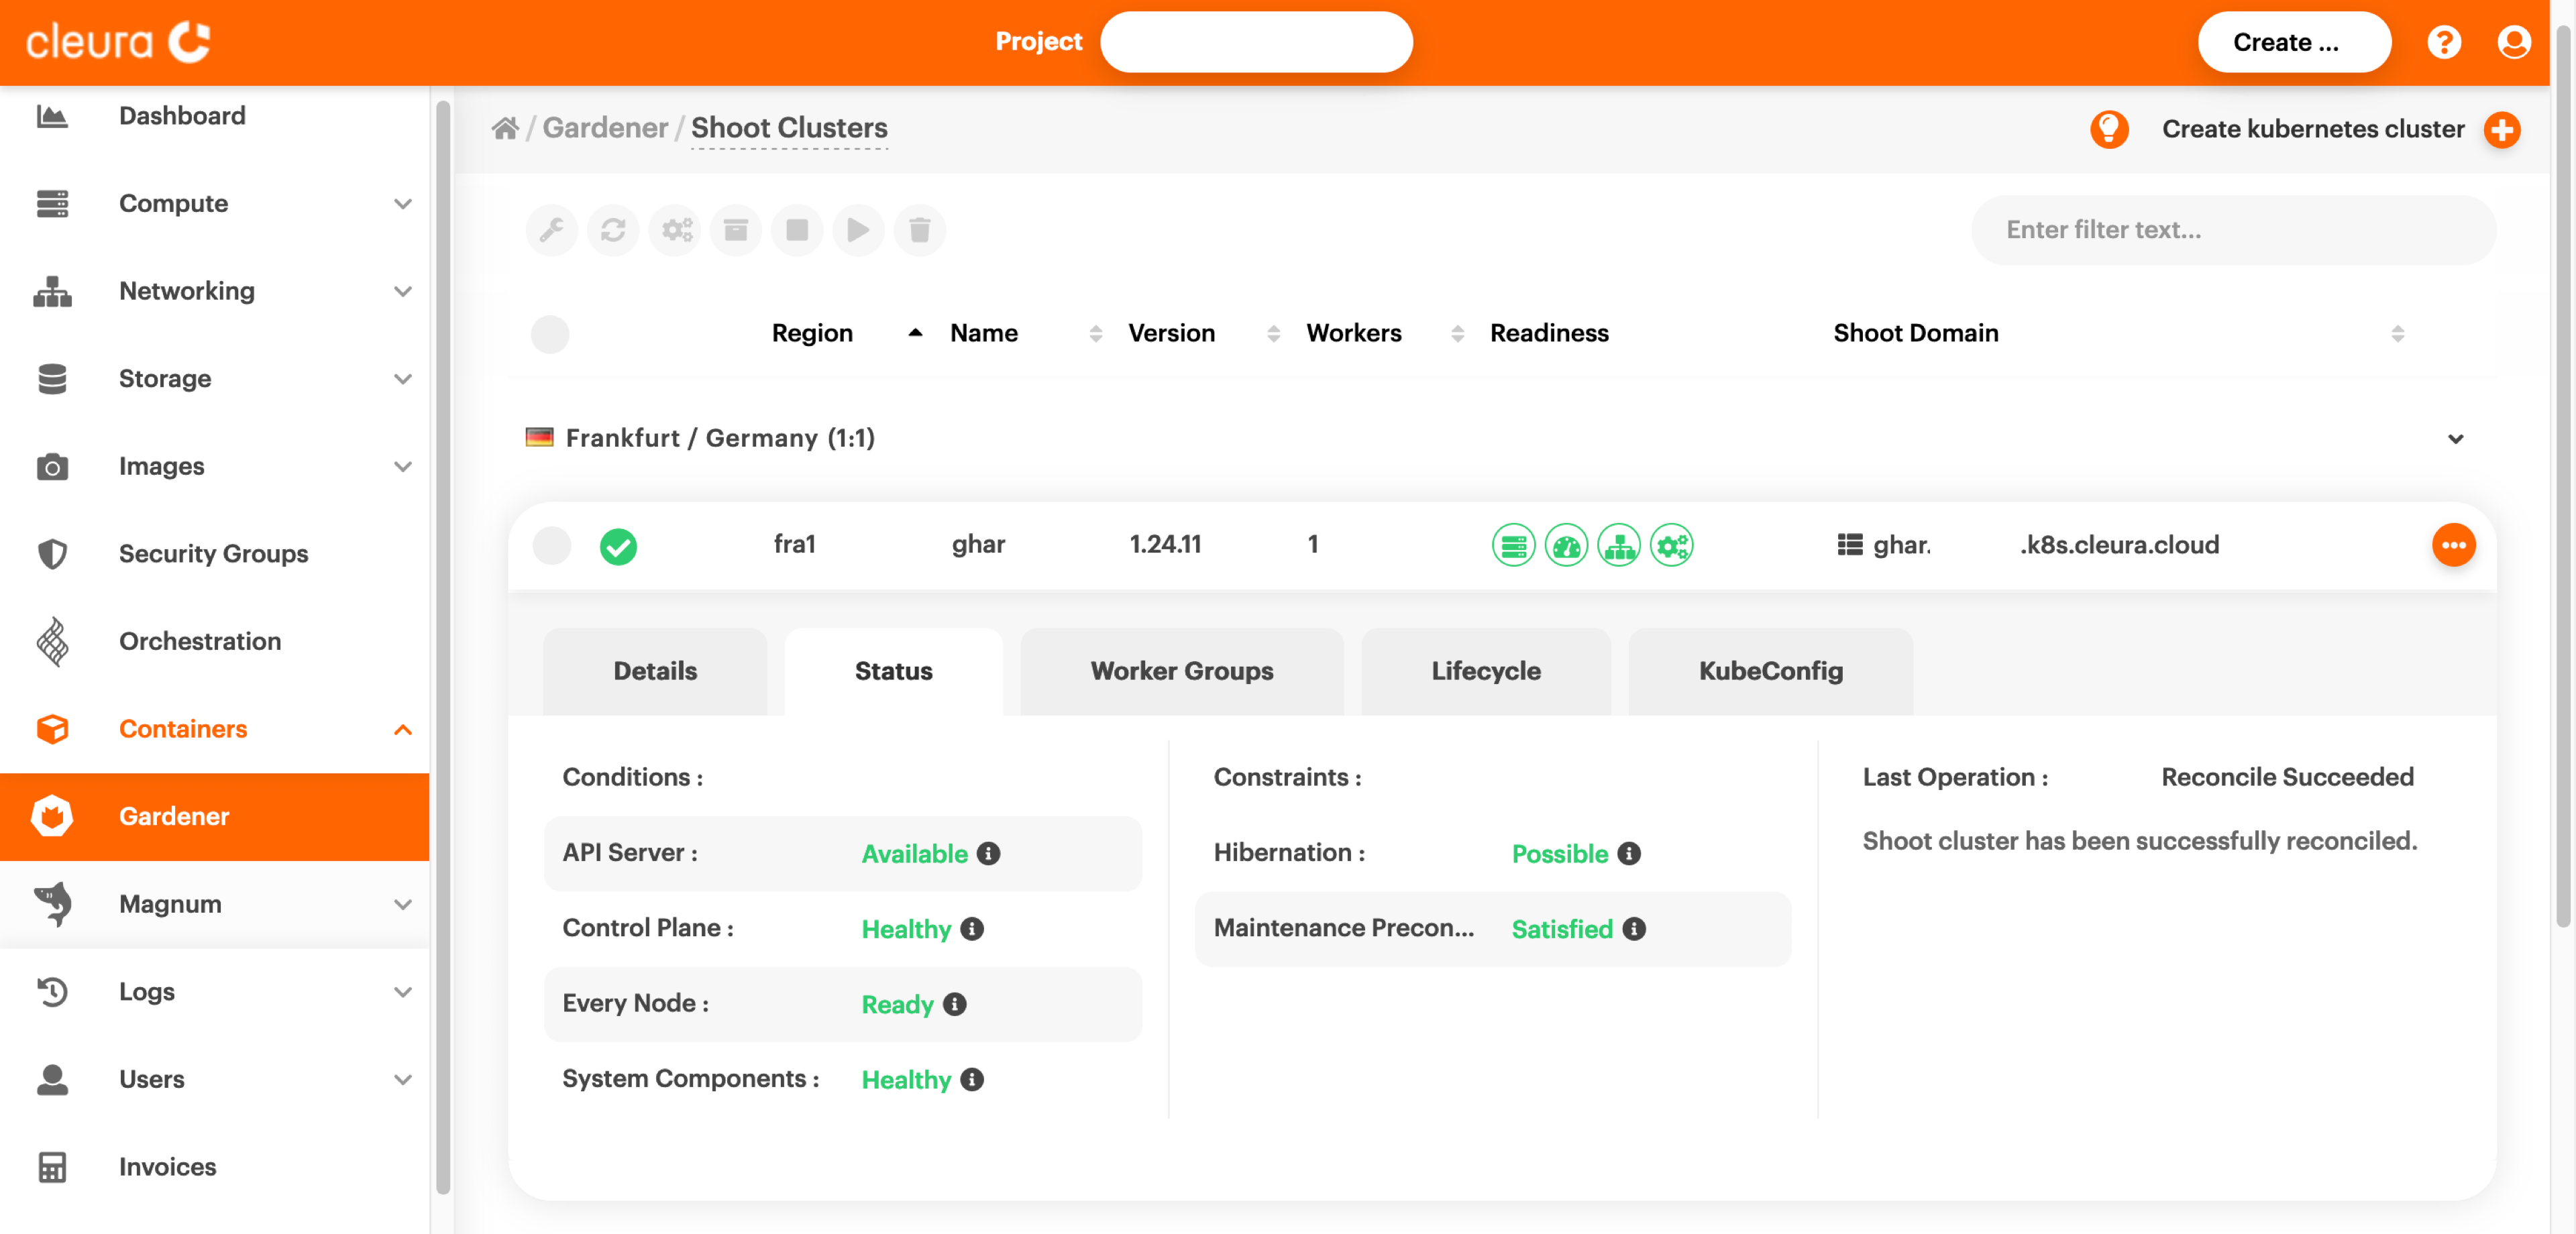 cleura
Project
Create ...
Dashboard
Compute
Networking
Storage
Images
Security Groups
Orchestration
Containers
Gardener
Magnum
Logs
Users
Invoices
/ Gardener / Shoot Clusters
Create kubernetes cluster
Enter filter text...
Region Name Version Workers Readiness Shoot Domain
Frankfurt / Germany (1:1)
fra1 ghar 1.24.11 1 ghar. .k8s.cleura.cloud
Details Status Worker Groups Lifecycle KubeConfig
Conditions :
API Server : Available
Control Plane : Healthy
Every Node : Ready
System Components : Healthy
Constraints :
Hibernation : Possible
Maintenance Precon... Satisfied
Last Operation : Reconcile Succeeded
Shoot cluster has been successfully reconciled.